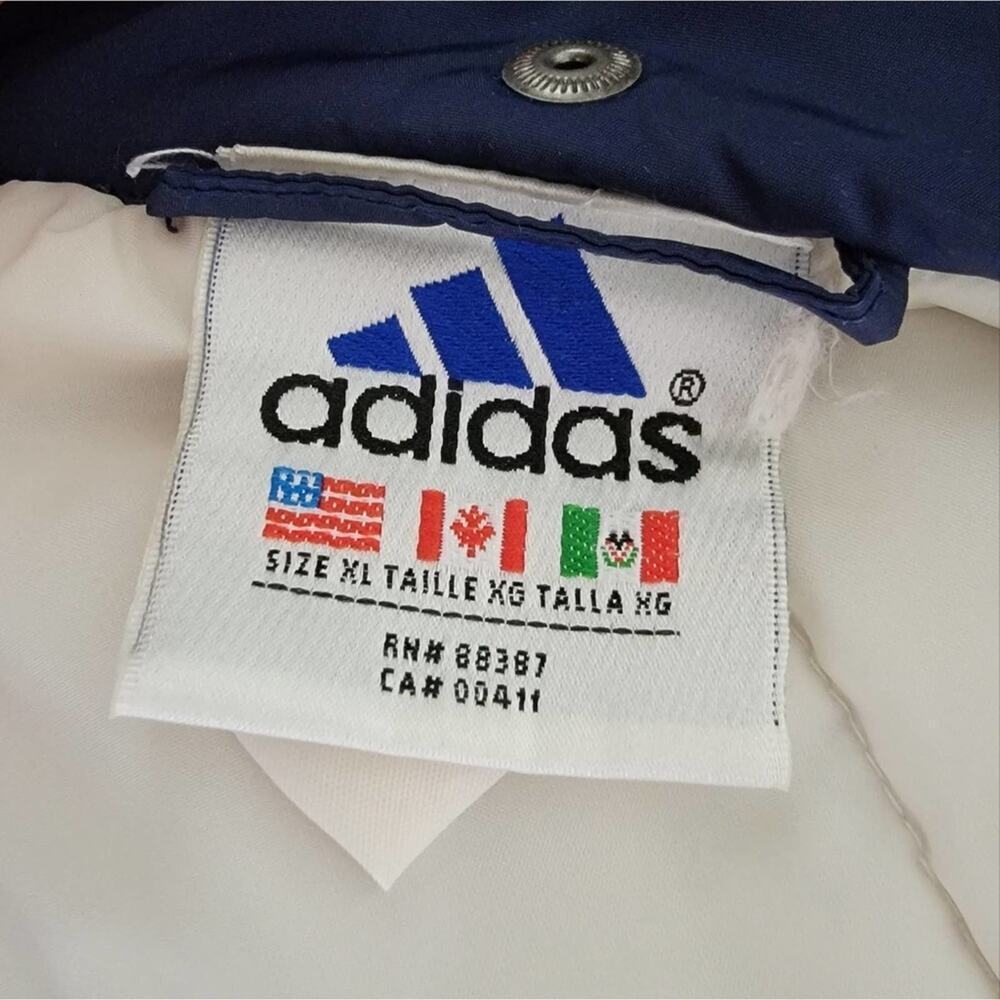 adidas®
SIZE XL TAILLE XG TALLA XG
RN# 88387
CA# 00411